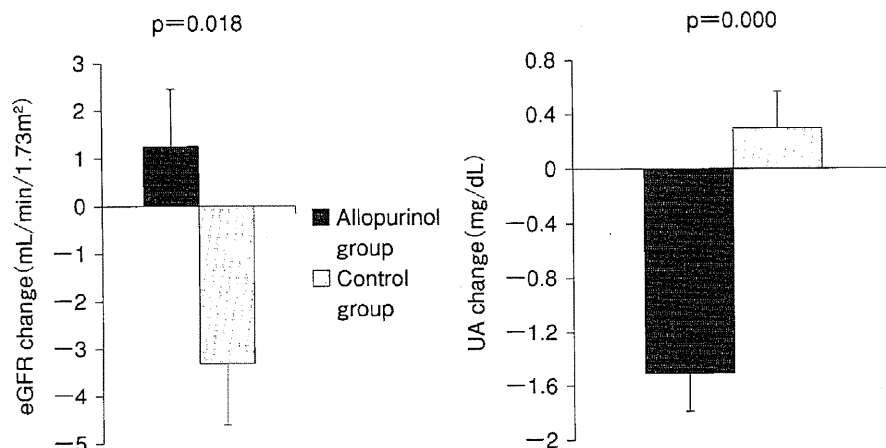 p=0.018
3
2
1
0
−1
−2
−3
−4
−5
eGFR change(mL/min/1.73m²)
Allopurinol
group
Control
group
p=0.000
0.8
0.4
0
−0.4
−0.8
−1.2
−1.6
−2
UA change(mg/dL)